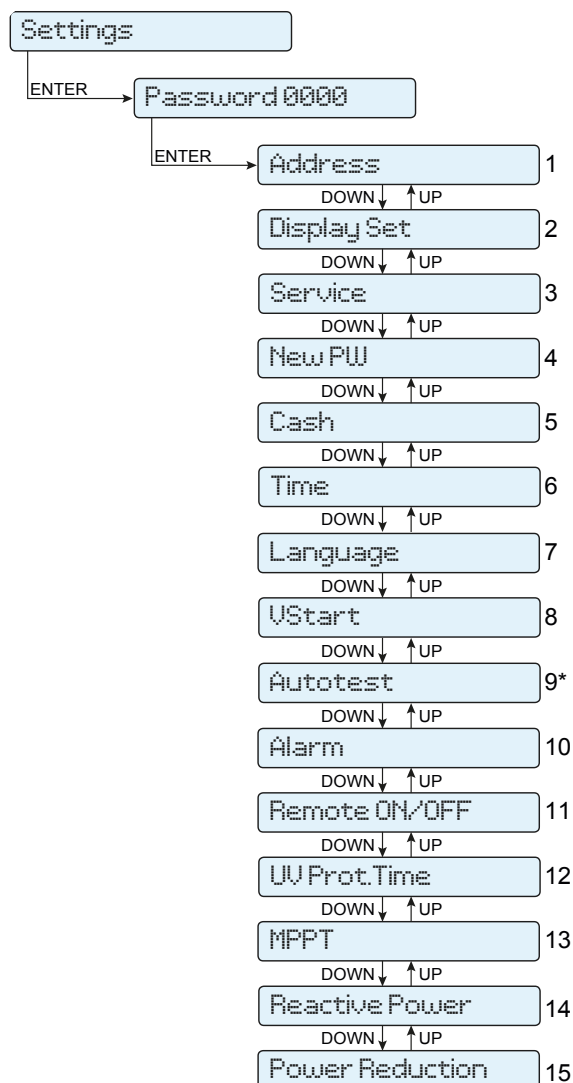 Settings
ENTER
Password 0000
ENTER
Address 1
DOWN UP
Display Set 2
DOWN UP
Service 3
DOWN UP
New PW 4
DOWN UP
Cash 5
DOWN UP
Time 6
DOWN UP
Language 7
DOWN UP
VStart 8
DOWN UP
Autotest 9*
DOWN UP
Alarm 10
DOWN UP
Remote ON/OFF 11
DOWN UP
UV Prot.Time 12
DOWN UP
MPPT 13
DOWN UP
Reactive Power 14
DOWN UP
Power Reduction 15